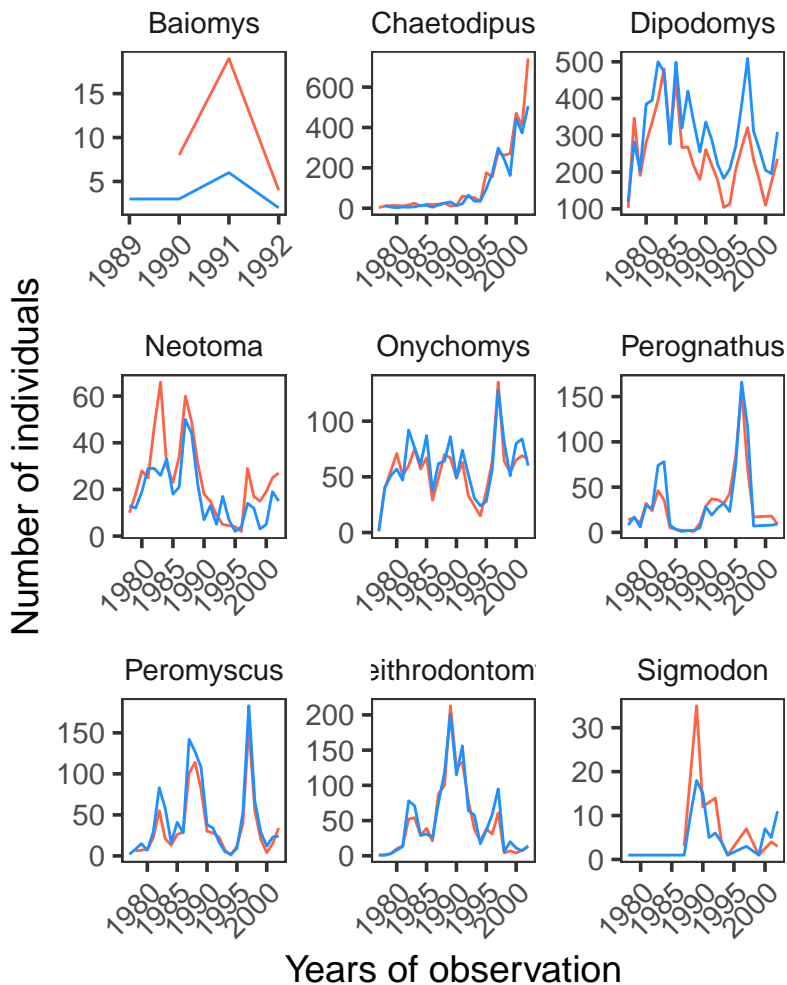 Baiomys Chaetodipus Dipodomys
15
10
5
600
400
200
0
500
400
300
200
100
1989 1990 1991 1992
1980 1985 1990 1995 2000
1980 1985 1990 1995 2000
Neotoma Onychomys Perognathus
60
40
20
0
100
50
0
150
100
50
0
1980 1985 1990 1995 2000
1980 1985 1990 1995 2000
1980 1985 1990 1995 2000
Peromyscus eithrodontom Sigmodon
150
100
50
0
200
150
100
50
0
30
20
10
0
1980 1985 1990 1995 2000
1980 1985 1990 1995 2000
1980 1985 1990 1995 2000
Number of individuals
Years of observation